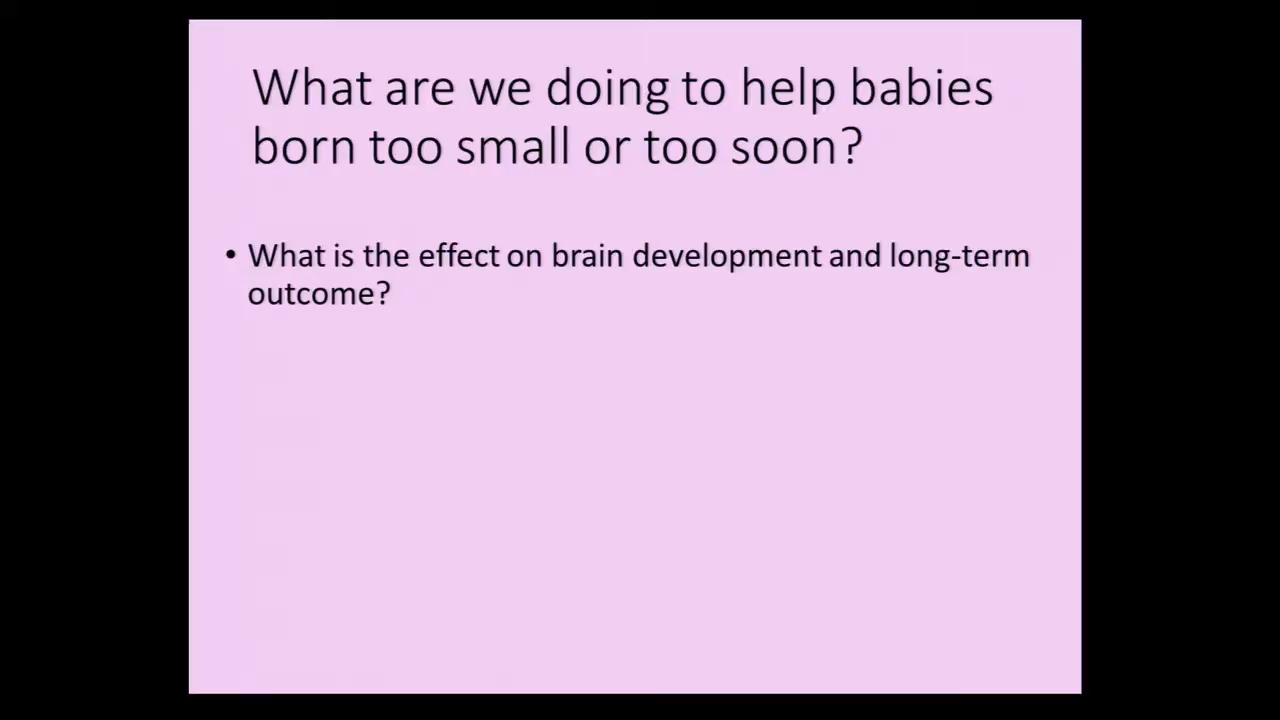 What are we doing to help babies
born too small or too soon?
• What is the effect on brain development and long-term
outcome?